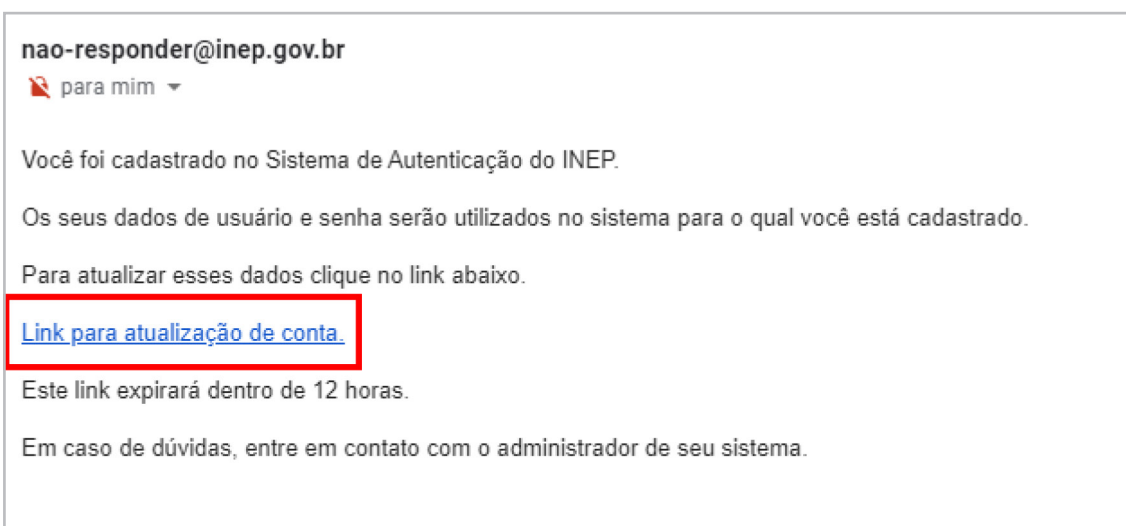 nao-responder@inep.gov.br
para mim
Você foi cadastrado no Sistema de Autenticação do INEP.
Os seus dados de usuário e senha serão utilizados no sistema para o qual você está cadastrado.
Para atualizar esses dados clique no link abaixo.
Link para atualização de conta.
Este link expirará dentro de 12 horas.
Em caso de dúvidas, entre em contato com o administrador de seu sistema.